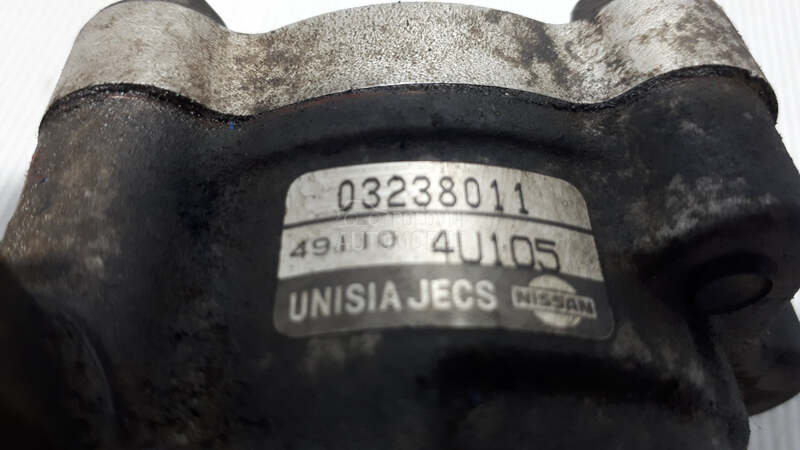 03238011
49110 4U105
UNISIA JECS NISSAN